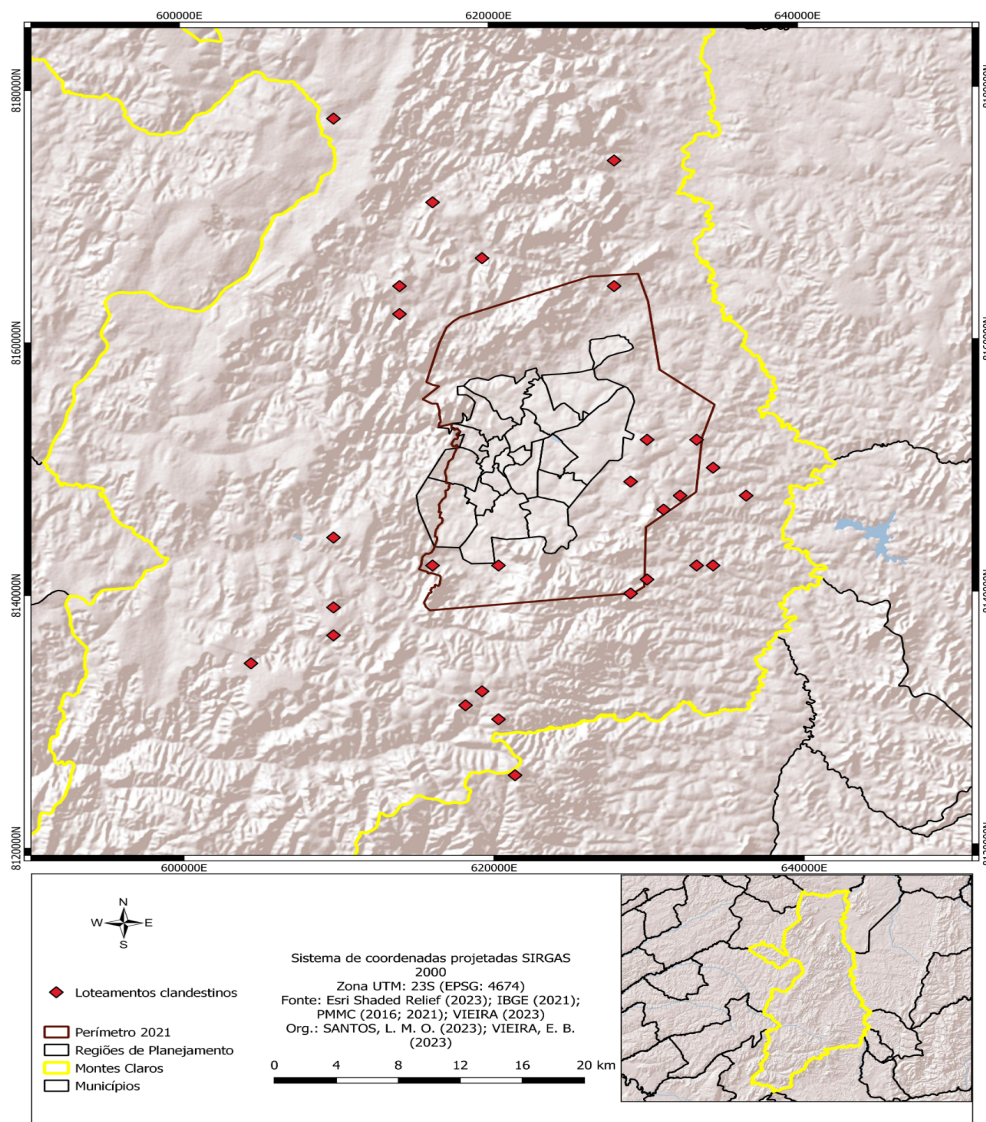 600000E 620000E 640000E
8180000N
8160000N
8140000N
8120000N
600000E 620000E 640000E
N
W E
S
Loteamentos clandestinos
Perímetro 2021
Regiões de Planejamento
Montes Claros
Municípios
Sistema de coordenadas projetadas SIRGAS
2000
Zona UTM: 23S (EPSG: 4674)
Fonte: Esri Shaded Relief (2023); IBGE (2021);
PMMC (2016; 2021); VIEIRA (2023)
Org.: SANTOS, L. M. O. (2023); VIEIRA, E. B.
(2023)
0 4 8 12 16 20 km